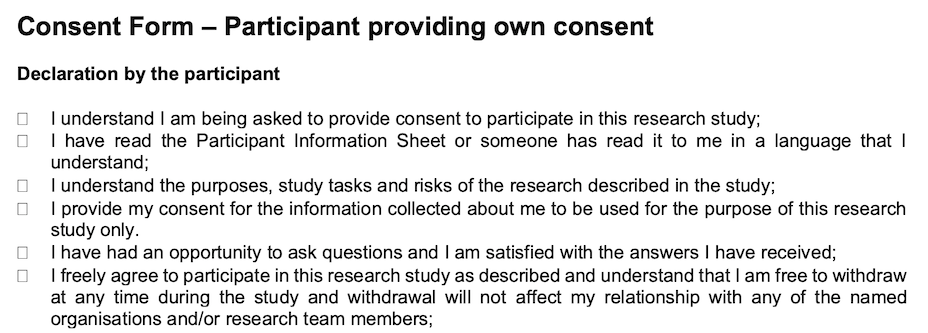 Consent Form – Participant providing own consent
Declaration by the participant
I understand I am being asked to provide consent to participate in this research study;
I have read the Participant Information Sheet or someone has read it to me in a language that I
understand;
I understand the purposes, study tasks and risks of the research described in the study;
I provide my consent for the information collected about me to be used for the purpose of this research
study only.
I have had an opportunity to ask questions and I am satisfied with the answers I have received;
I freely agree to participate in this research study as described and understand that I am free to withdraw
at any time during the study and withdrawal will not affect my relationship with any of the named
organisations and/or research team members;